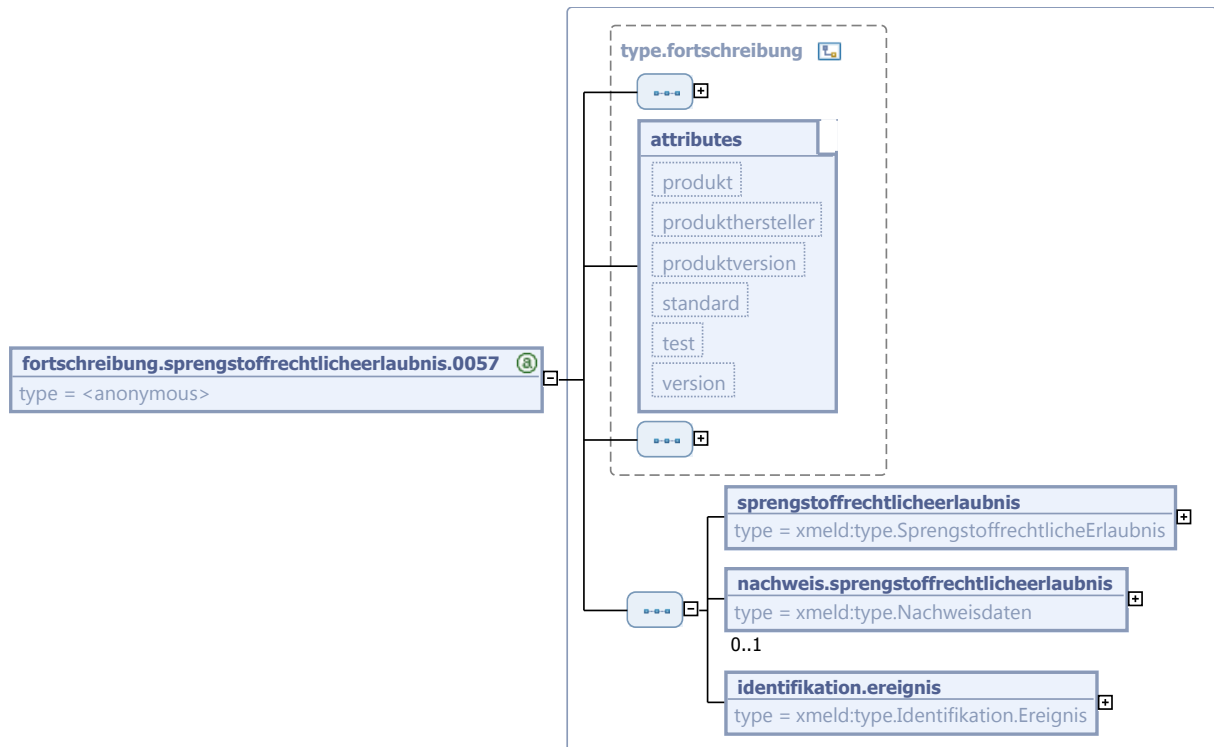 type.fortschreibung
attributes
produkt
produkthersteller
produktversion
standard
test
version
fortschreibung.sprengstoffrechtlicheerlaubnis.0057 @
type = <anonymous>
sprengstoffrechtlicheerlaubnis
type = xmeld:type.SprengstoffrechtlicheErlaubnis
nachweis.sprengstoffrechtlicheerlaubnis
type = xmeld:type.Nachweisdaten
0..1
identifikation.ereignis
type = xmeld:type.Identifikation.Ereignis